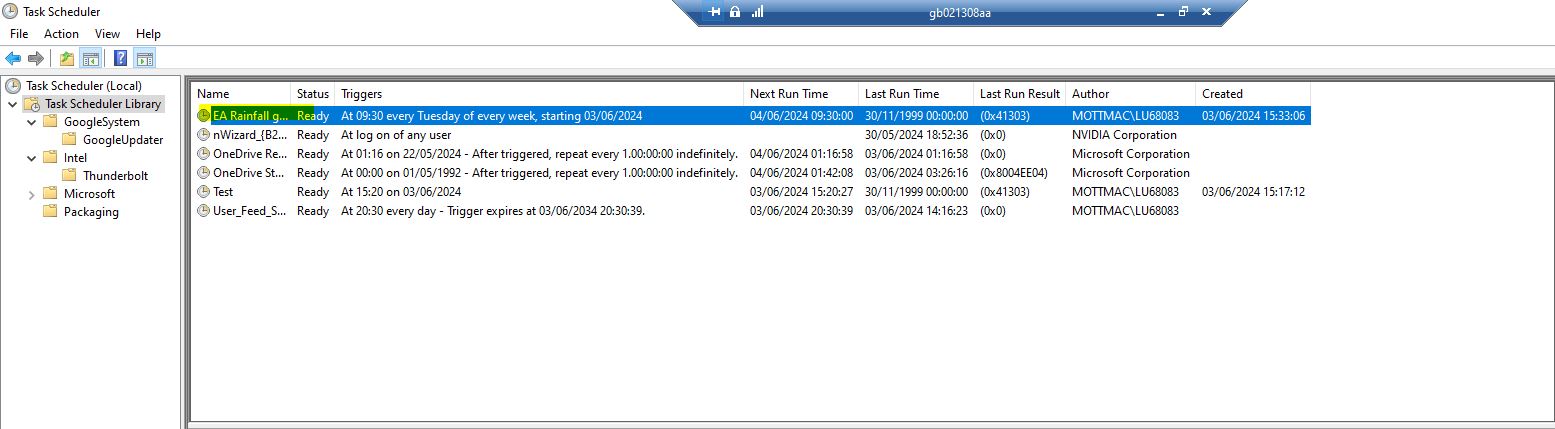 Task Scheduler
gb021308aa
File Action View Help
Task Scheduler (Local)
Task Scheduler Library
GoogleSystem
GoogleUpdater
Intel
Thunderbolt
Microsoft
Packaging
Name Status Triggers Next Run Time Last Run Time Last Run Result Author Created
EA Rainfall g... Ready At 09:30 every Tuesday of every week, starting 03/06/2024 04/06/2024 09:30:00 30/11/1999 00:00:00 (0x41303) MOTTMAC\LU68083 03/06/2024 15:33:06
nWizard_{B2... Ready At log on of any user 30/05/2024 18:52:36 (0x0) NVIDIA Corporation
OneDrive Re... Ready At 01:16 on 22/05/2024 - After triggered, repeat every 1.00:00:00 indefinitely. 04/06/2024 01:16:58 03/06/2024 01:16:58 (0x0) Microsoft Corporation
OneDrive St... Ready At 00:00 on 01/05/1992 - After triggered, repeat every 1.00:00:00 indefinitely. 04/06/2024 01:42:08 03/06/2024 03:26:16 (0x8004EE04) Microsoft Corporation
Test Ready At 15:20 on 03/06/2024 03/06/2024 15:20:27 30/11/1999 00:00:00 (0x41303) MOTTMAC\LU68083 03/06/2024 15:17:12
User_Feed_S... Ready At 20:30 every day - Trigger expires at 03/06/2034 20:30:39. 03/06/2024 20:30:39 03/06/2024 14:16:23 (0x0) MOTTMAC\LU68083